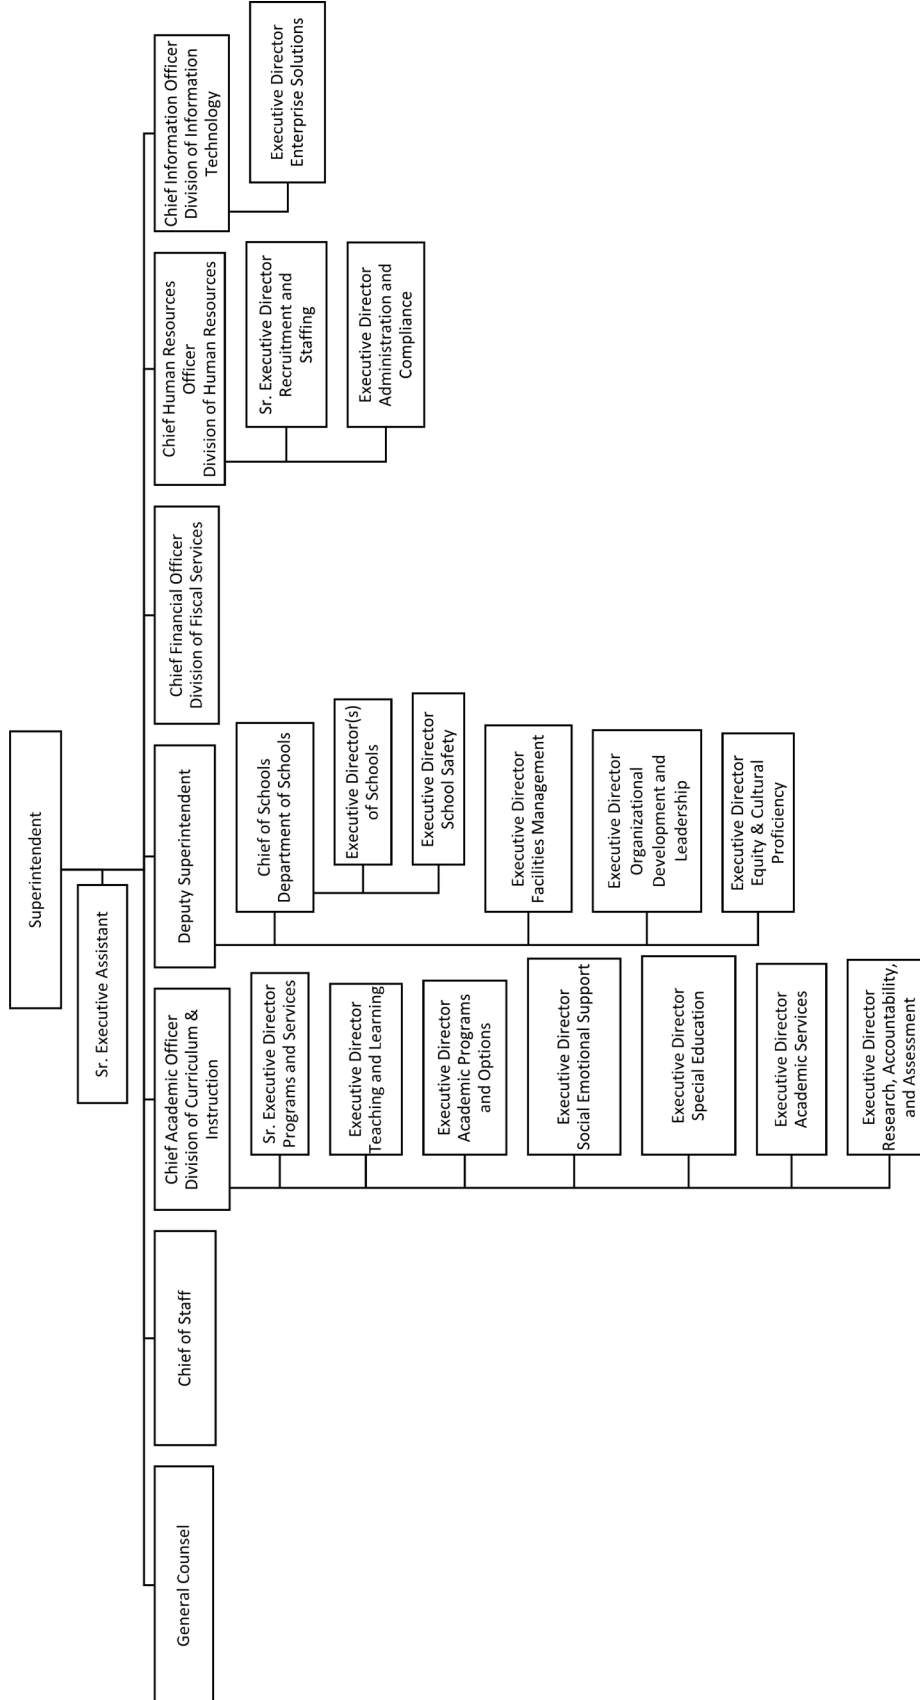 Superintendent
Sr. Executive Assistant
General Counsel
Chief of Staff
Chief Academic Officer
Division of Curriculum &
Instruction
Sr. Executive Director
Programs and Services
Executive Director
Teaching and Learning
Executive Director
Academic Programs
and Options
Executive Director
Social Emotional Support
Executive Director
Special Education
Executive Director
Academic Services
Executive Director
Research, Accountability,
and Assessment
Deputy Superintendent
Chief of Schools
Department of Schools
Executive Director(s)
of Schools
Executive Director
School Safety
Executive Director
Facilities Management
Executive Director
Organizational
Development and
Leadership
Executive Director
Equity & Cultural
Proficiency
Chief Financial Officer
Division of Fiscal Services
Chief Human Resources
Officer
Division of Human Resources
Sr. Executive Director
Recruitment and
Staffing
Executive Director
Administration and
Compliance
Chief Information Officer
Division of Information
Technology
Executive Director
Enterprise Solutions